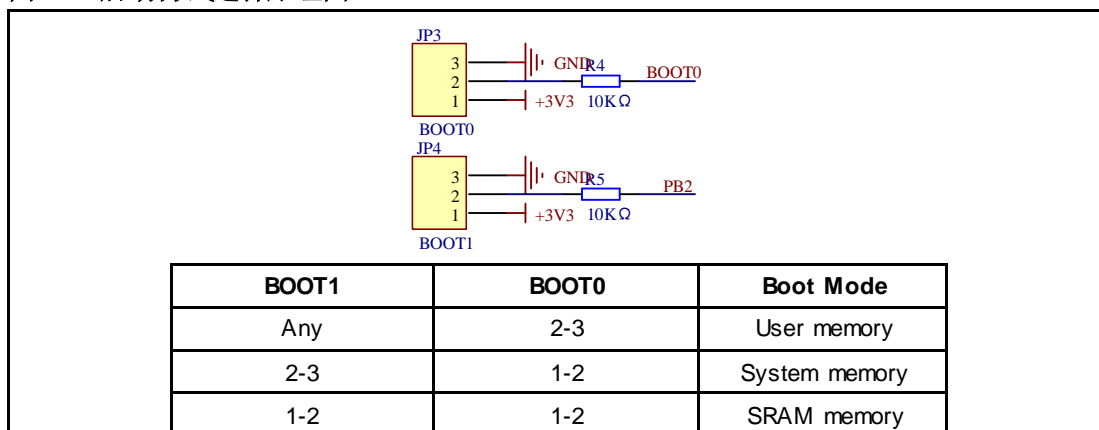 JP3
3 GND R4 BOOT0
2
1 +3V3 10KΩ
BOOT0
JP4
3 GND R5 PB2
2
1 +3V3 10KΩ
BOOT1
BOOT1 BOOT0 Boot Mode
Any 2-3 User memory
2-3 1-2 System memory
1-2 1-2 SRAM memory